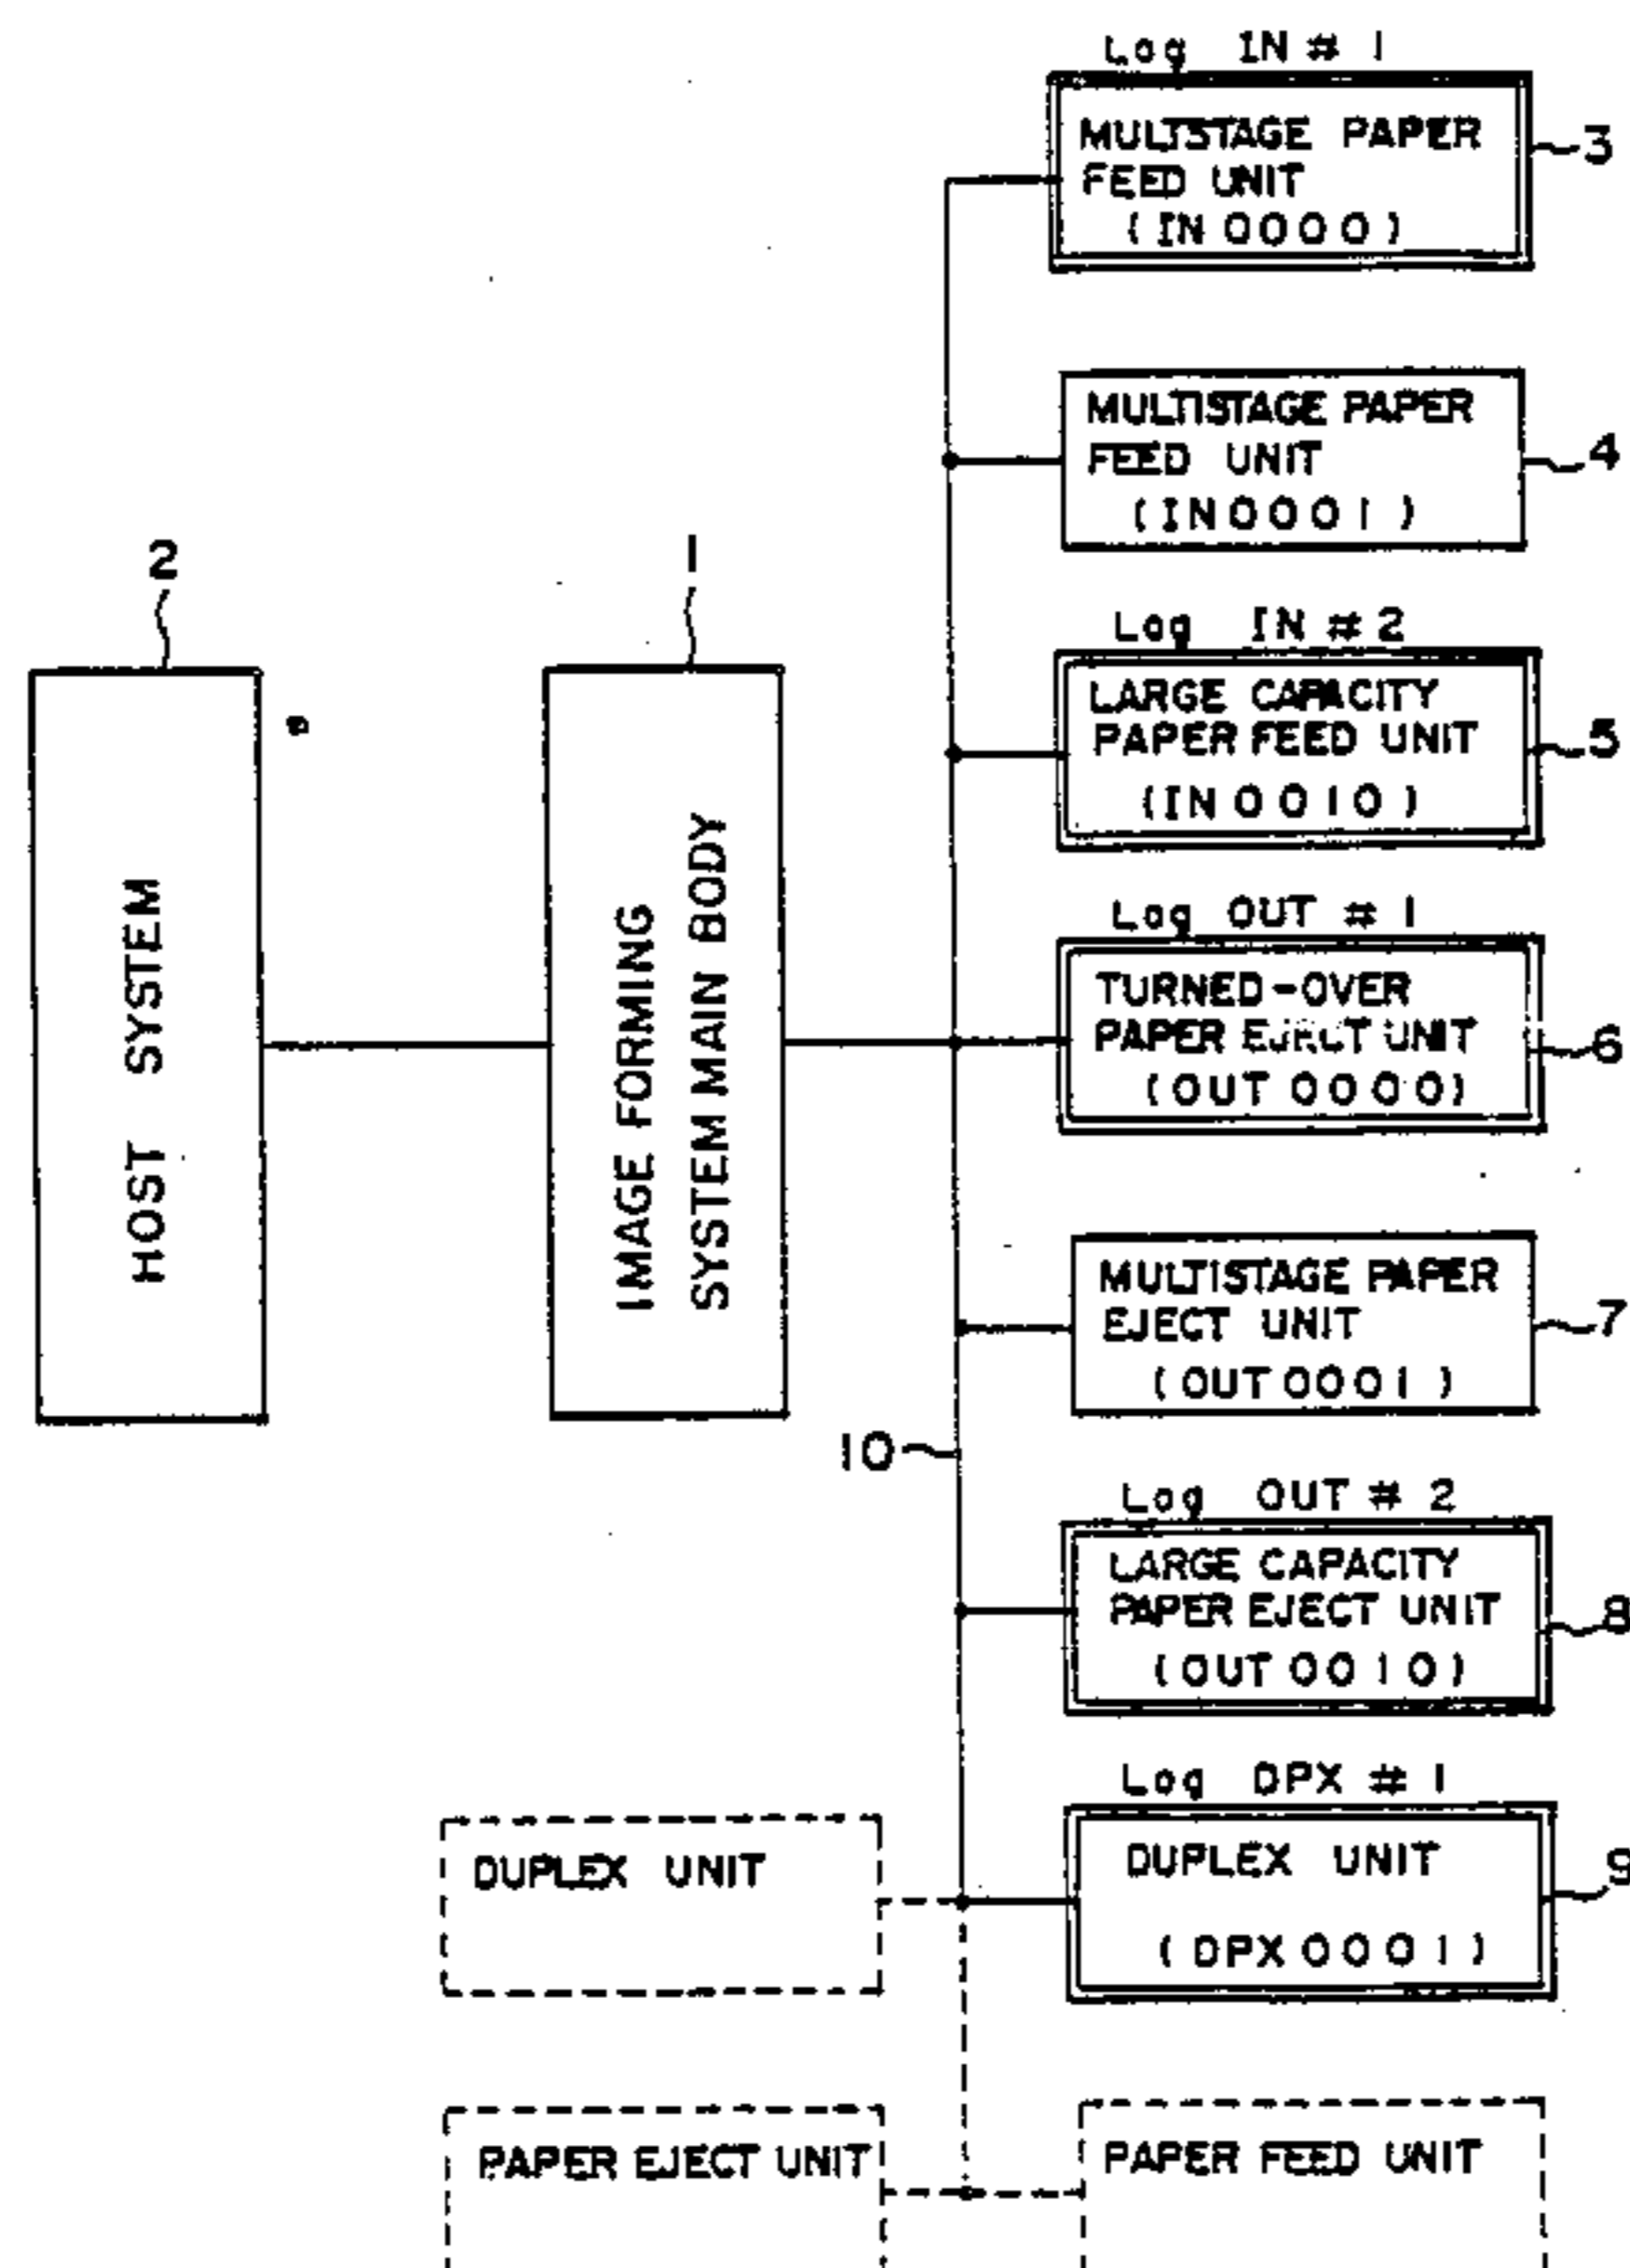 Log IN # 1
MULTISTAGE PAPER
FEED UNIT
(IN 0000)
3
MULTISTAGE PAPER
FEED UNIT
(IN 0001)
4
2
1
Log IN # 2
LARGE CAPACITY
PAPER FEED UNIT
(IN 0010)
5
HOST SYSTEM
IMAGE FORMING
SYSTEM MAIN BODY
Log OUT # 1
TURNED-OVER
PAPER EJECT UNIT
(OUT 0000)
6
MULTISTAGE PAPER
EJECT UNIT
(OUT 0001)
7
10
Log OUT # 2
LARGE CAPACITY
PAPER EJECT UNIT
(OUT 0010)
8
Log DPX # 1
DUPLEX UNIT
(DPX 0001)
9
DUPLEX UNIT
PAPER EJECT UNIT
PAPER FEED UNIT